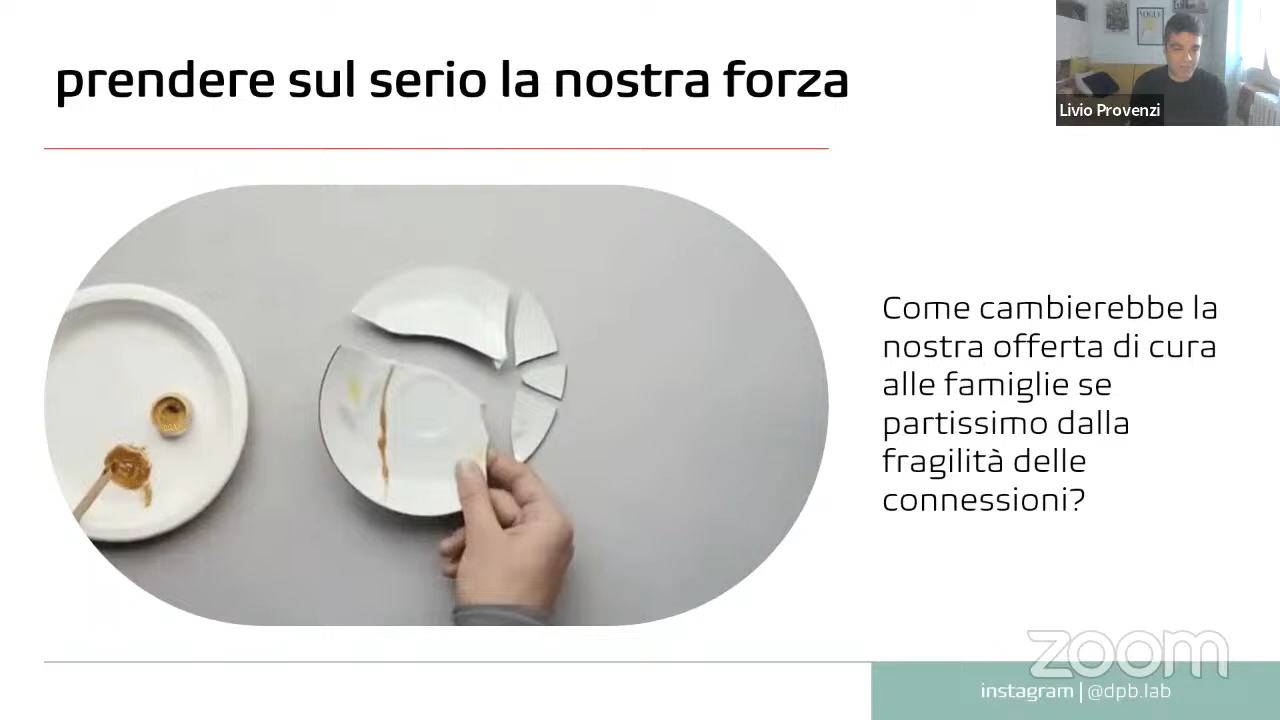 prendere sul serio la nostra forza
VOGUE
Livio Provenzi
Come cambierebbe la
nostra offerta di cura
alle famiglie se
partissimo dalla
fragilità delle
connessioni?
zoom
instagram | @dpb.lab